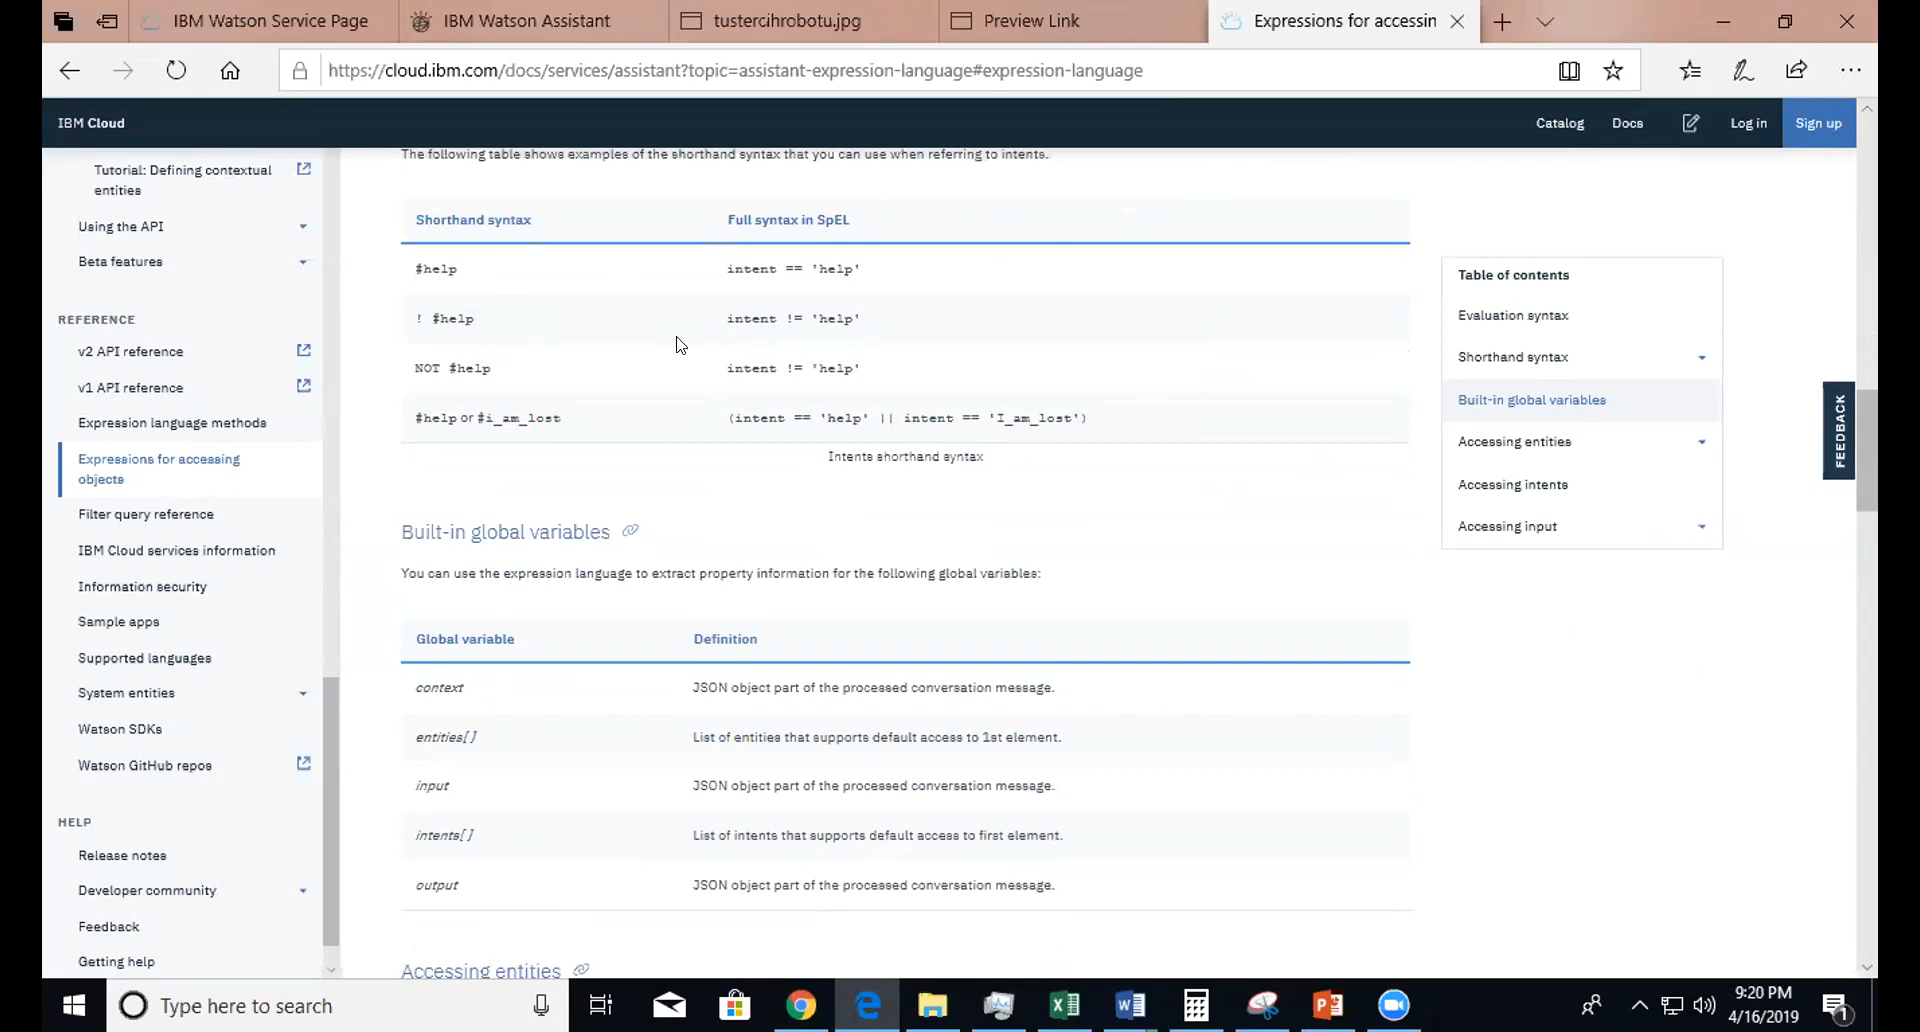 IBM Watson Service Page
IBM Watson Assistant
tustercihrobotu.jpg
Preview Link
Expressions for accessin
https://cloud.ibm.com/docs/services/assistant?topic=assistant-expression-language#expression-language
IBM Cloud
Catalog
Docs
Log in
Sign up
Tutorial: Defining contextual
entities
Using the API
Beta features
REFERENCE
v2 API reference
v1 API reference
Expression language methods
Expressions for accessing
objects
Filter query reference
IBM Cloud services information
Information security
Sample apps
Supported languages
System entities
Watson SDKs
Watson GitHub repos
HELP
Release notes
Developer community
Feedback
Getting help
The following table shows examples of the shorthand syntax that you can use when referring to intents.
Shorthand syntax Full syntax in SpEL
#help intent == 'help'
! #help intent != 'help'
NOT #help intent != 'help'
#help or #i_am_lost (intent == 'help' || intent == 'I_am_lost')
Intents shorthand syntax
Built-in global variables
You can use the expression language to extract property information for the following global variables:
Global variable Definition
context JSON object part of the processed conversation message.
entities[] List of entities that supports default access to 1st element.
input JSON object part of the processed conversation message.
intents[] List of intents that supports default access to first element.
output JSON object part of the processed conversation message.
Accessing entities
Table of contents
Evaluation syntax
Shorthand syntax
Built-in global variables
Accessing entities
Accessing intents
Accessing input
FEEDBACK
Type here to search
9:20 PM
4/16/2019
1